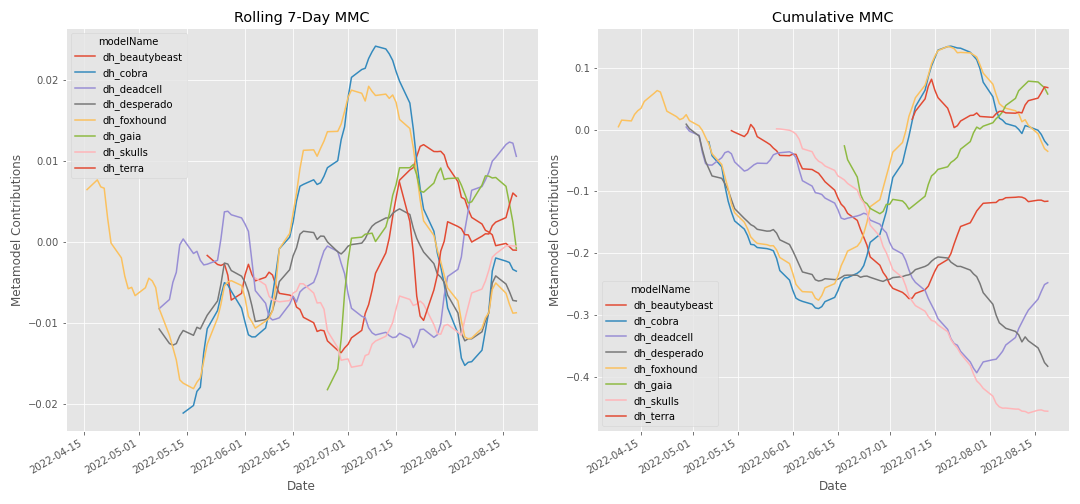 Rolling 7-Day MMC
modelName
dh_beautybeast
dh_cobra
dh_deadcell
dh_desperado
dh_foxhound
dh_gaia
dh_skulls
dh_terra
0.02
0.01
0.00
−0.01
−0.02
Metamodel Contributions
2022-04-15
2022-05-01
2022-05-15
2022-06-01
2022-06-15
2022-07-01
2022-07-15
2022-08-01
2022-08-15
Date
Cumulative MMC
0.1
0.0
−0.1
−0.2
−0.3
−0.4
Metamodel Contributions
modelName
dh_beautybeast
dh_cobra
dh_deadcell
dh_desperado
dh_foxhound
dh_gaia
dh_skulls
dh_terra
2022-04-15
2022-05-01
2022-05-15
2022-06-01
2022-06-15
2022-07-01
2022-07-15
2022-08-01
2022-08-15
Date